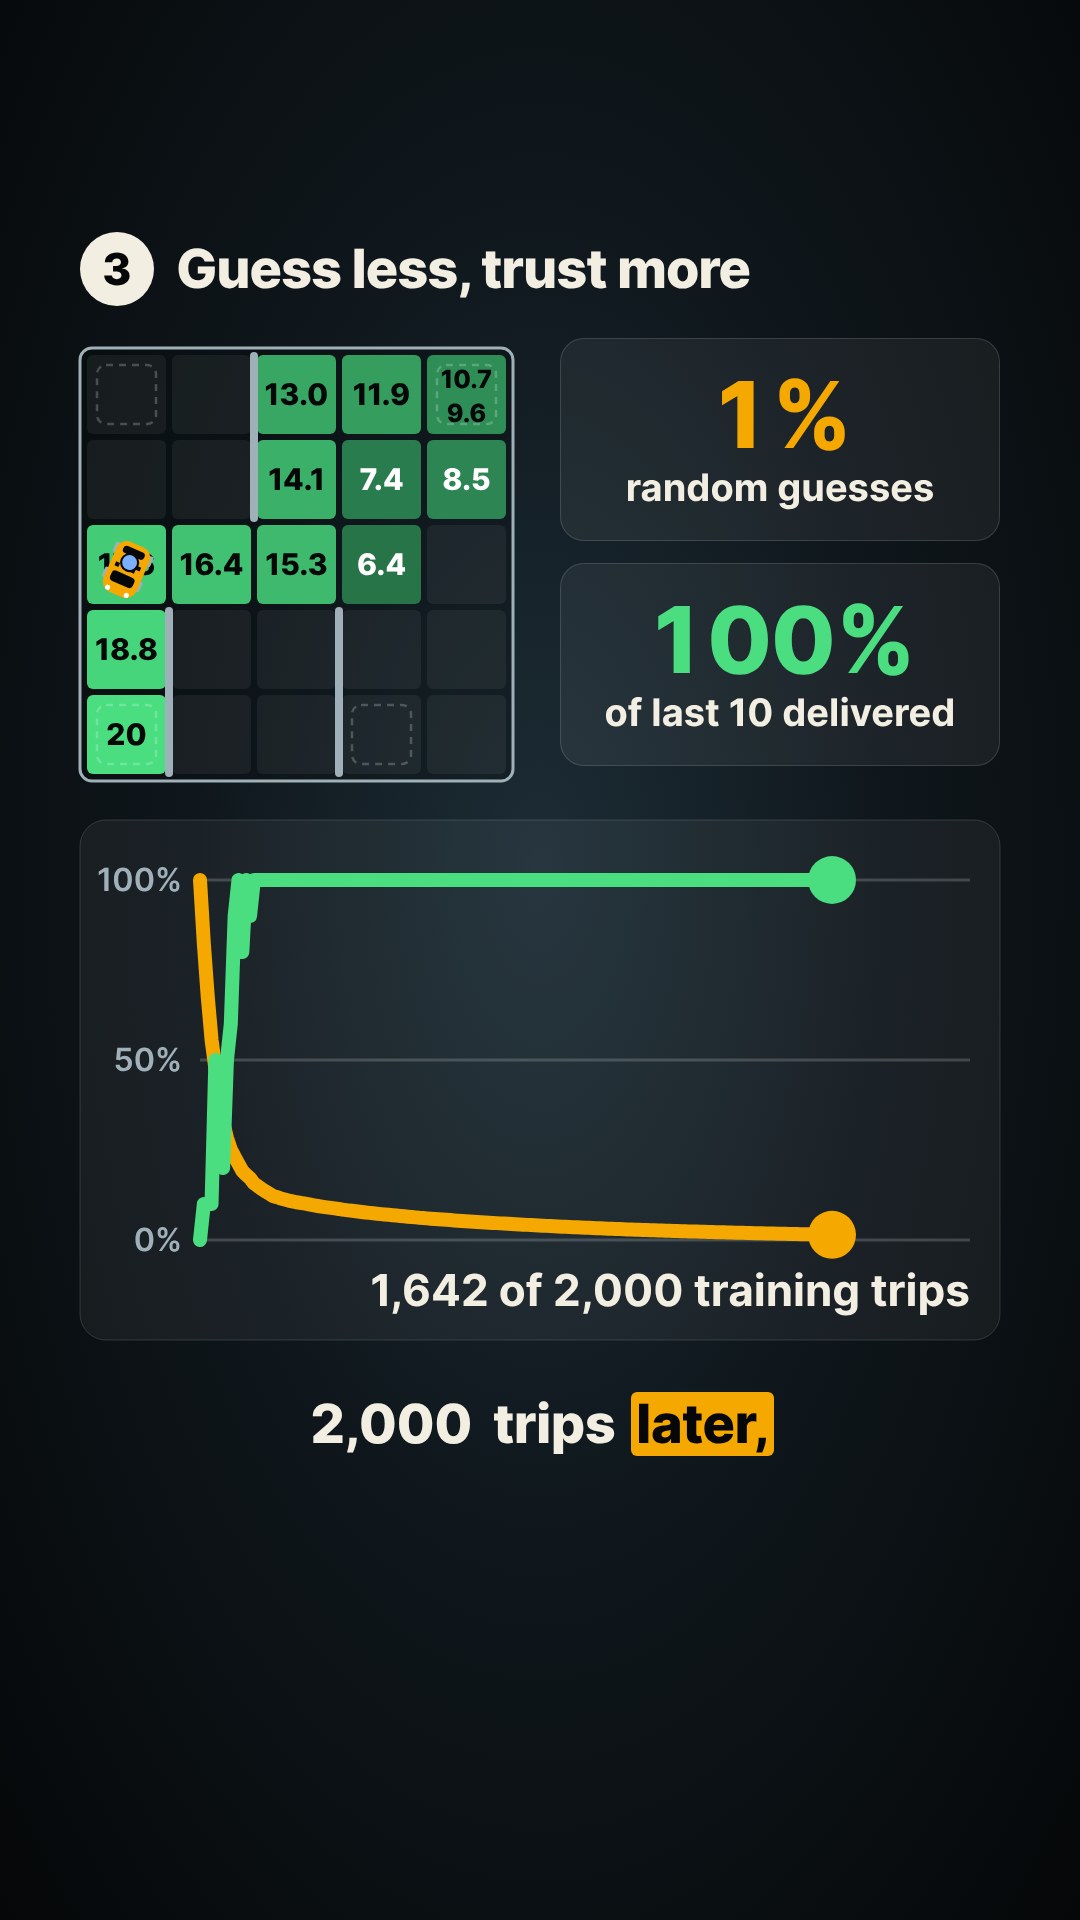 3 Guess less, trust more
13.0 11.9 10.7
9.6
14.1 7.4 8.5
16.4 15.3 6.4
18.8
20
1%
random guesses
100%
of last 10 delivered
100%
50%
0%
1,642 of 2,000 training trips
2,000 trips later,